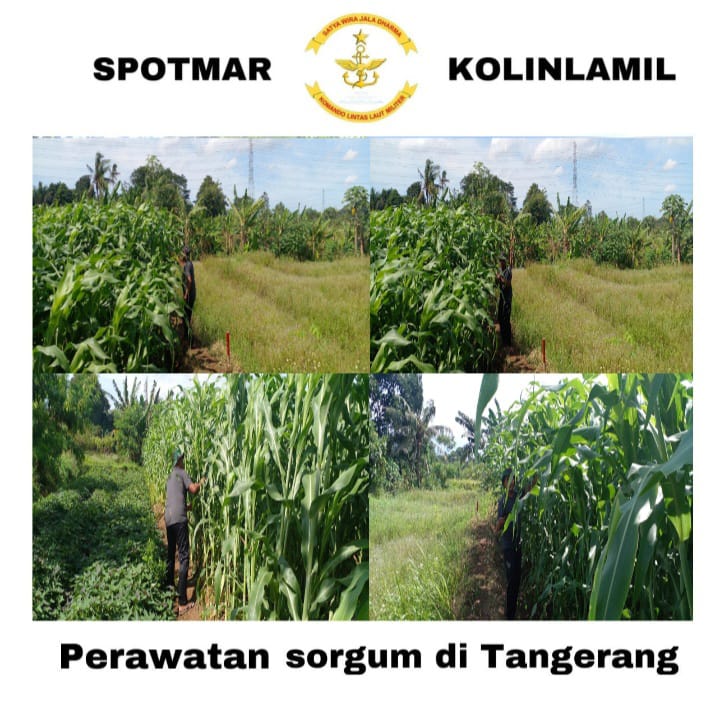 SPOTMAR
SATYA WIRA JALA DHARMA
KOMANDO LINTAS LAUT MILITER
KOLINLAMIL
Perawatan sorgum di Tangerang